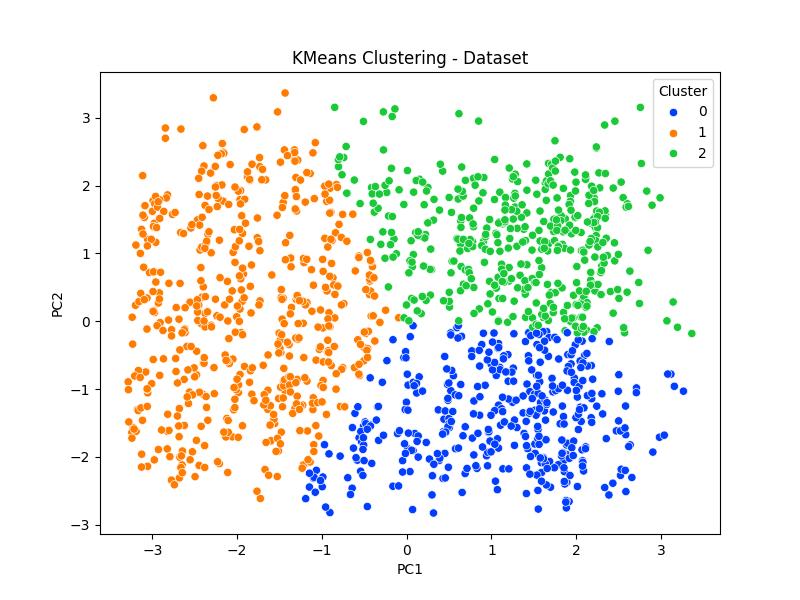 KMeans Clustering - Dataset
Cluster
0
1
2
3
2
1
0
−1
−2
−3
PC2
−3 −2 −1 0 1 2 3
PC1